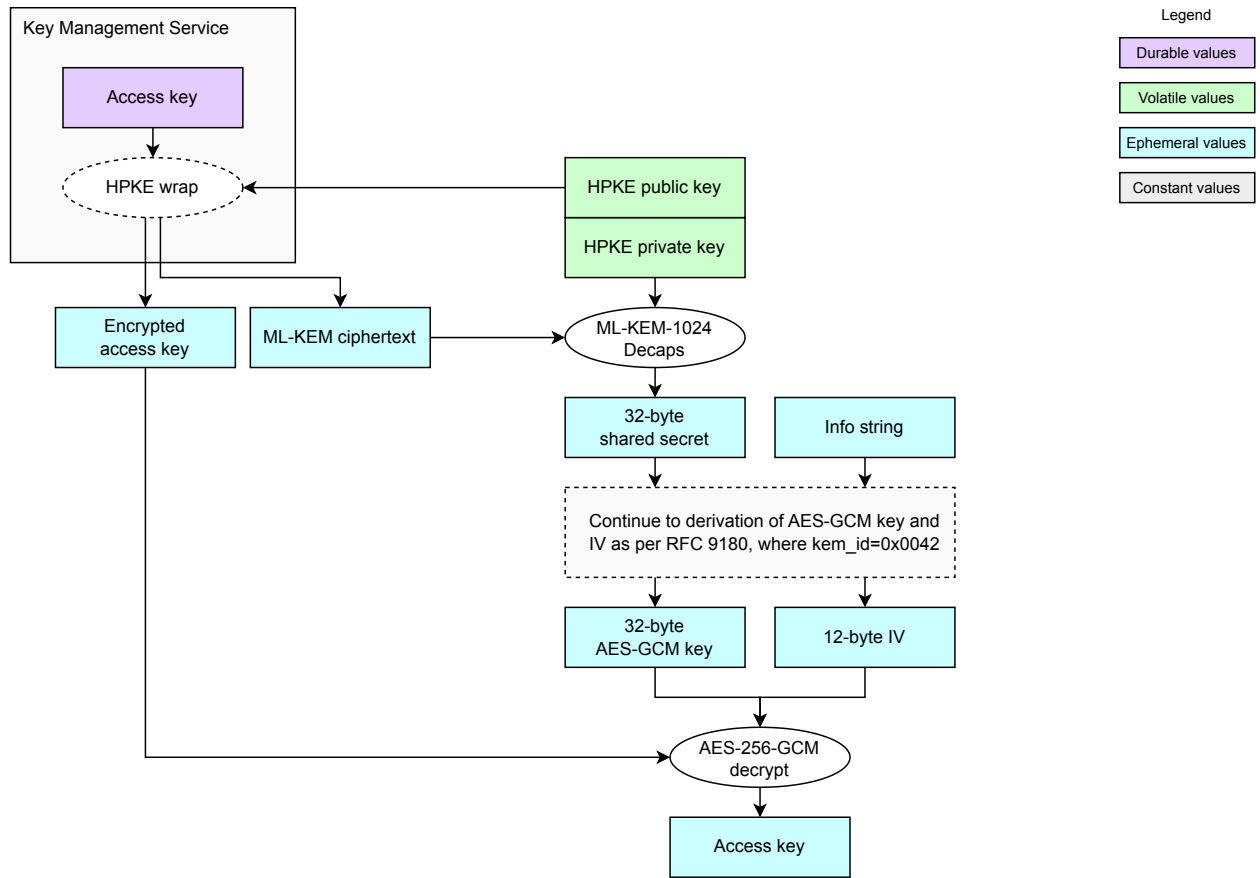 Key Management Service
Access key
HPKE wrap
HPKE public key
HPKE private key
Encrypted
access key
ML-KEM ciphertext
ML-KEM-1024
Decaps
32-byte
shared secret
Info string
Continue to derivation of AES-GCM key and
IV as per RFC 9180, where kem_id=0x0042
32-byte
AES-GCM key
12-byte IV
AES-256-GCM
decrypt
Access key
Legend
Durable values
Volatile values
Ephemeral values
Constant values